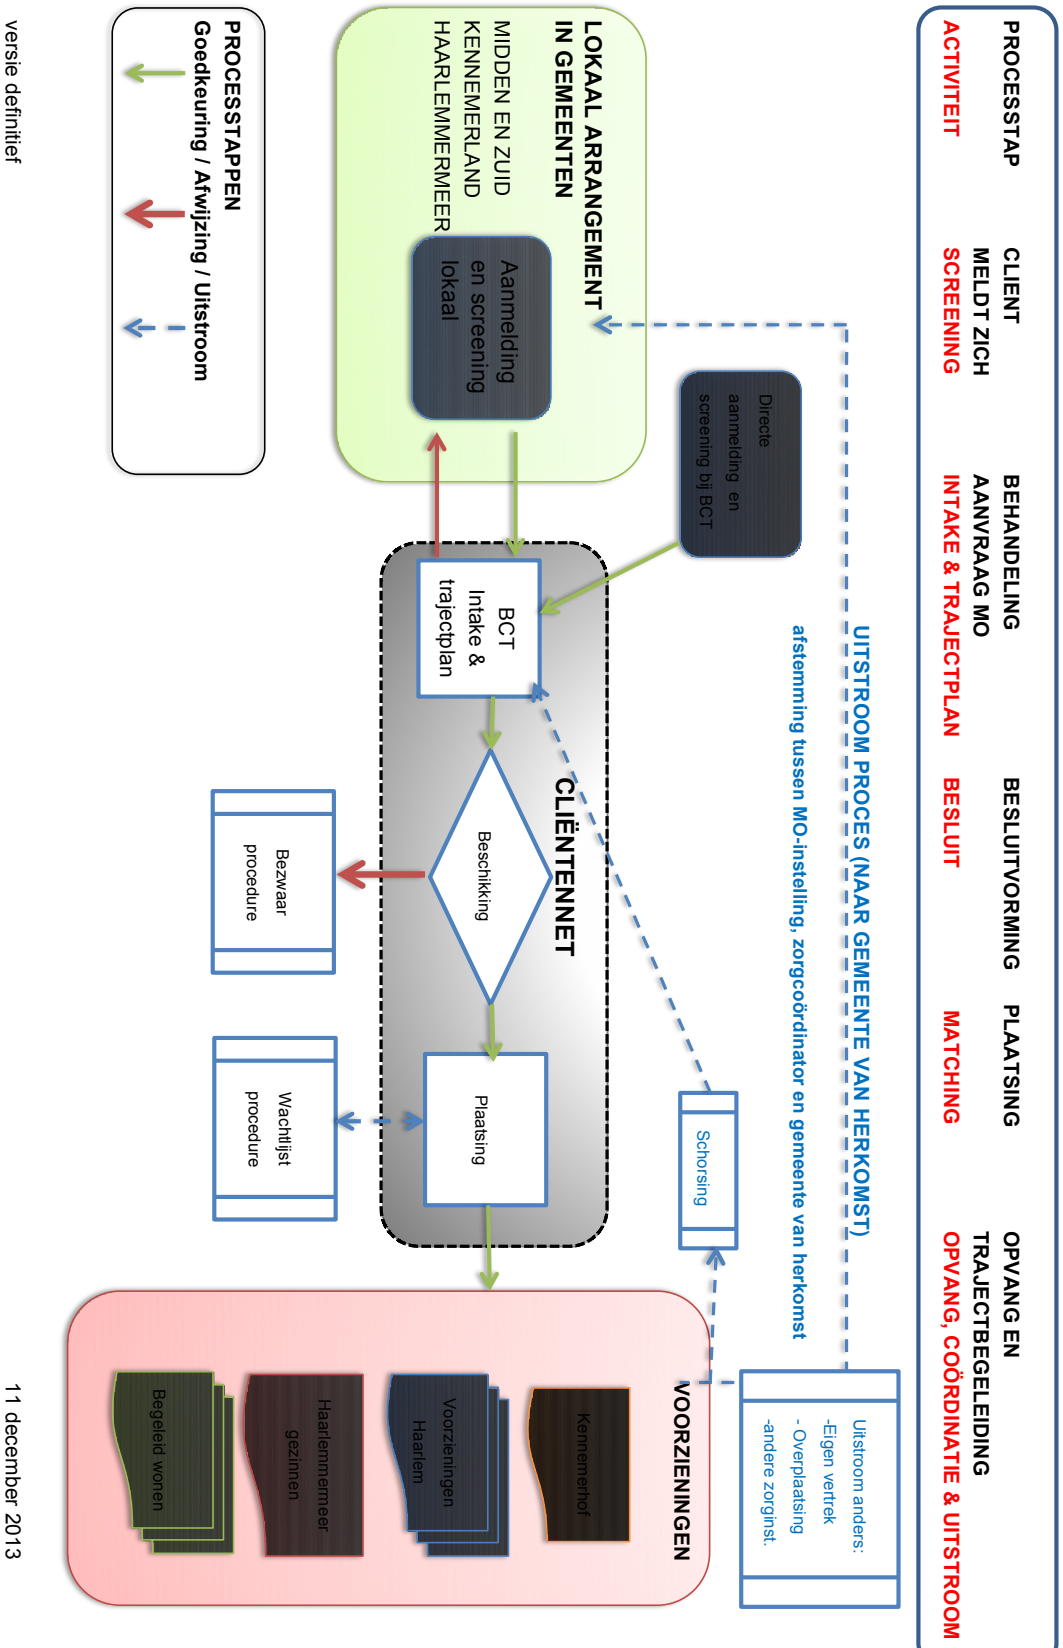 PROCESSTAP
ACTIVITEIT
CLIENT
MELDT ZICH
SCREENING
BEHANDELING
AANVRAAG MO
INTAKE & TRAJECTPLAN
BESLUITVORMING
BESLUIT
PLAATSING
MATCHING
OPVANG EN
TRAJECTBEGELEIDING
OPVANG, COÖRDINATIE & UITSTROOM
UITSTROOM PROCES (NAAR GEMEENTE VAN HERKOMST)
afstemming tussen MO-instelling, zorgcoördinator en gemeente van herkomst
Uitstroom anders:
-Eigen vertrek
- Overplaatsing
-andere zorginst.
Directe
aanmelding en
screening bij BCT
Schorsing
LOKAAL ARRANGEMENT
IN GEMEENTEN
MIDDEN EN ZUID
KENNEMERLAND
HAARLEMMERMEER
Aanmelding
en screening
lokaal
CLIËNTENNET
BCT
Intake &
trajectplan
Beschikking
Plaatsing
Bezwaar
procedure
Wachtlijst
procedure
VOORZIENINGEN
Kennemerhof
Voorzieningen
Haarlem
Haarlemmermeer
gezinnen
Begeleid wonen
PROCESSTAPPEN
Goedkeuring / Afwijzing / Uitstroom
versie definitief
11 december 2013